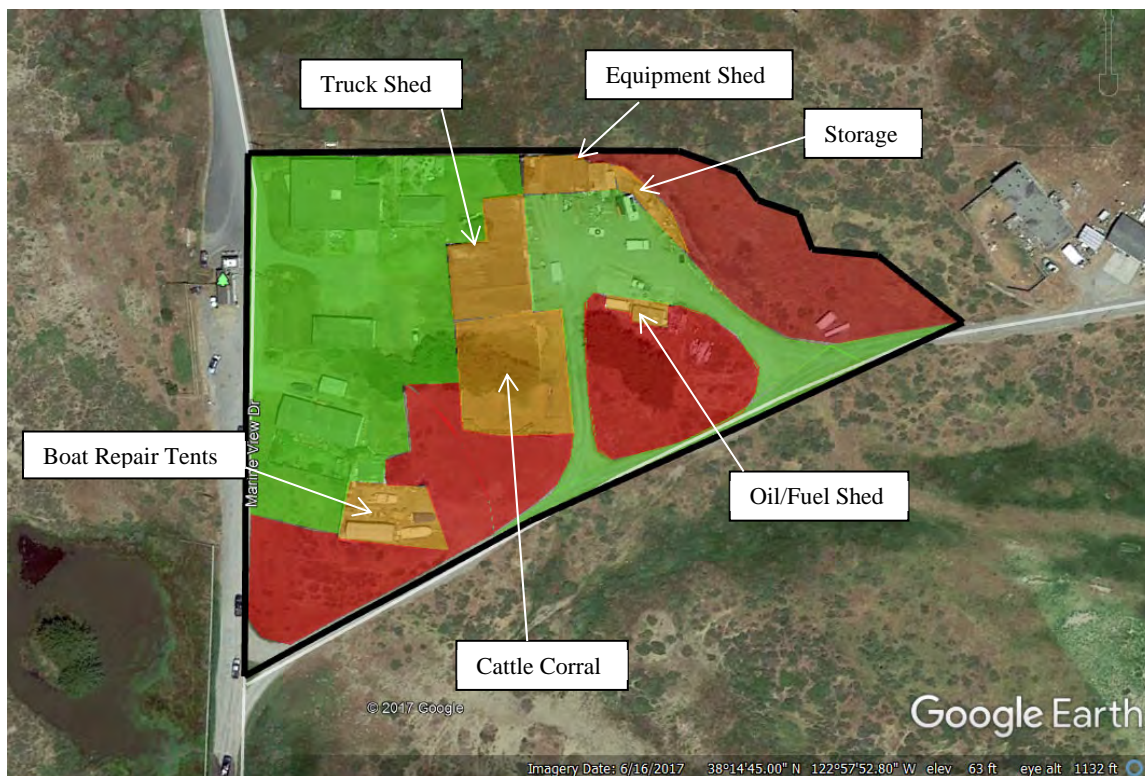 Equipment Shed
Truck Shed
Storage
Marine View Dr
Boat Repair Tents
Oil/Fuel Shed
Cattle Corral
© 2017 Google
Google Earth
Imagery Date: 6/16/2017 38°14'45.00" N 122°57'52.80" W elev 63 ft eye alt 1132 ft